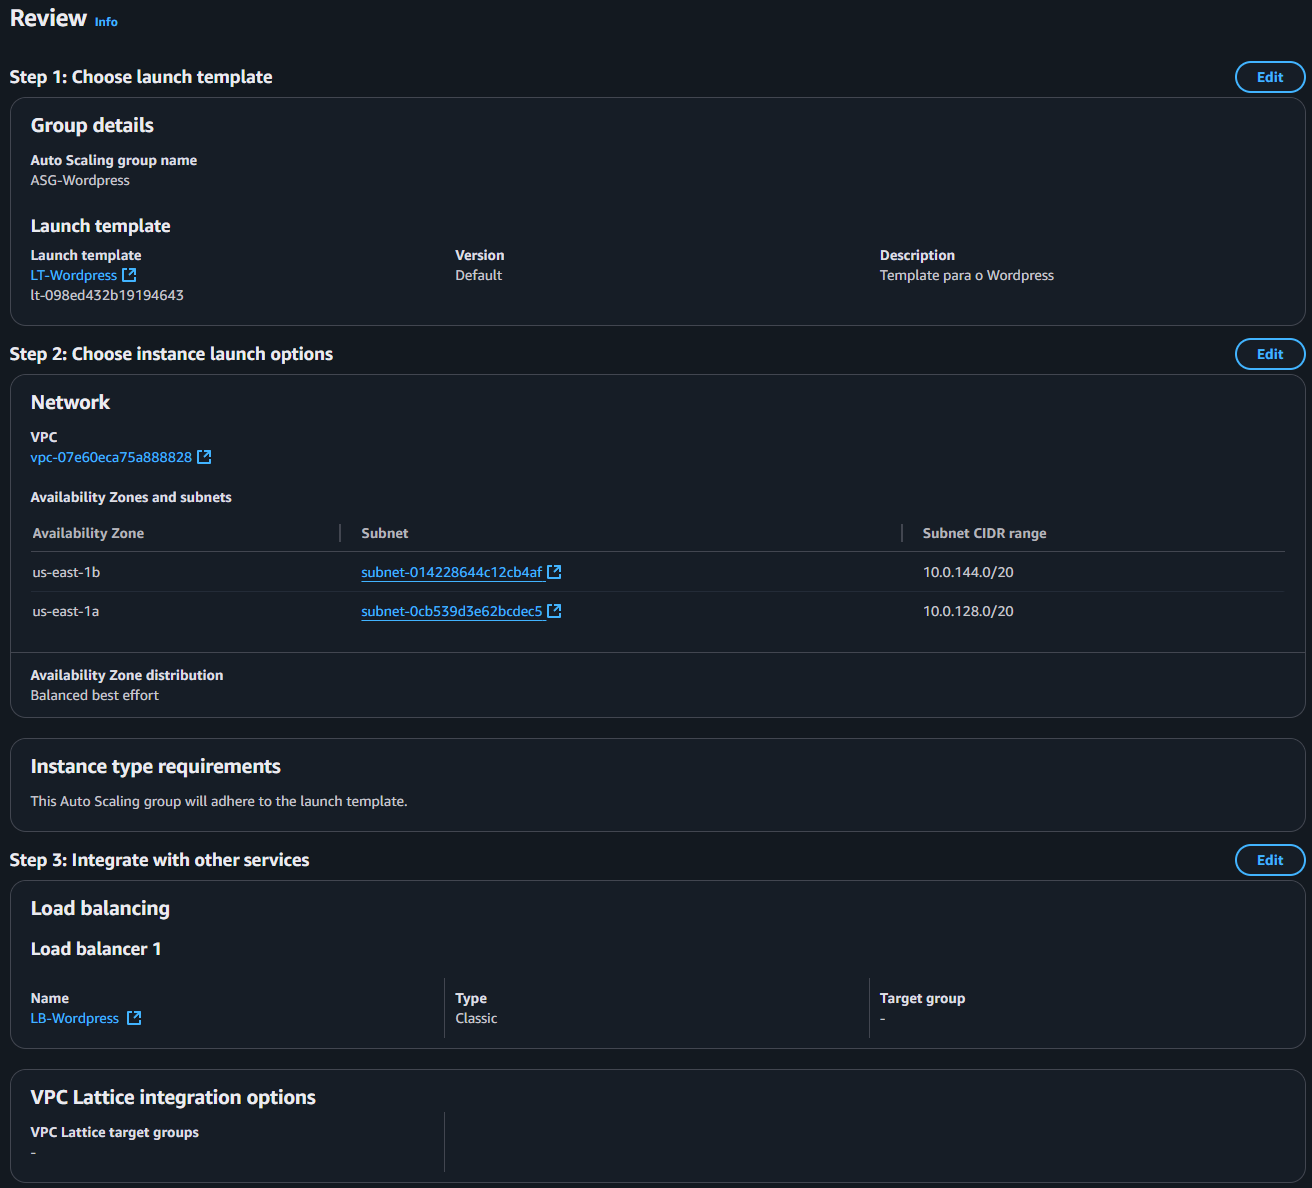 Review Info
Step 1: Choose launch template
Edit
Group details
Auto Scaling group name
ASG-Wordpress
Launch template
Launch template Version Description
LT-Wordpress Default Template para o Wordpress
lt-098ed432b19194643
Step 2: Choose instance launch options
Edit
Network
VPC
vpc-07e60eca75a888828
Availability Zones and subnets
Availability Zone Subnet Subnet CIDR range
us-east-1b subnet-014228644c12cb4af 10.0.144.0/20
us-east-1a subnet-0cb539d3e62bcdec5 10.0.128.0/20
Availability Zone distribution
Balanced best effort
Instance type requirements
This Auto Scaling group will adhere to the launch template.
Step 3: Integrate with other services
Edit
Load balancing
Load balancer 1
Name Type Target group
LB-Wordpress Classic -
VPC Lattice integration options
VPC Lattice target groups
-